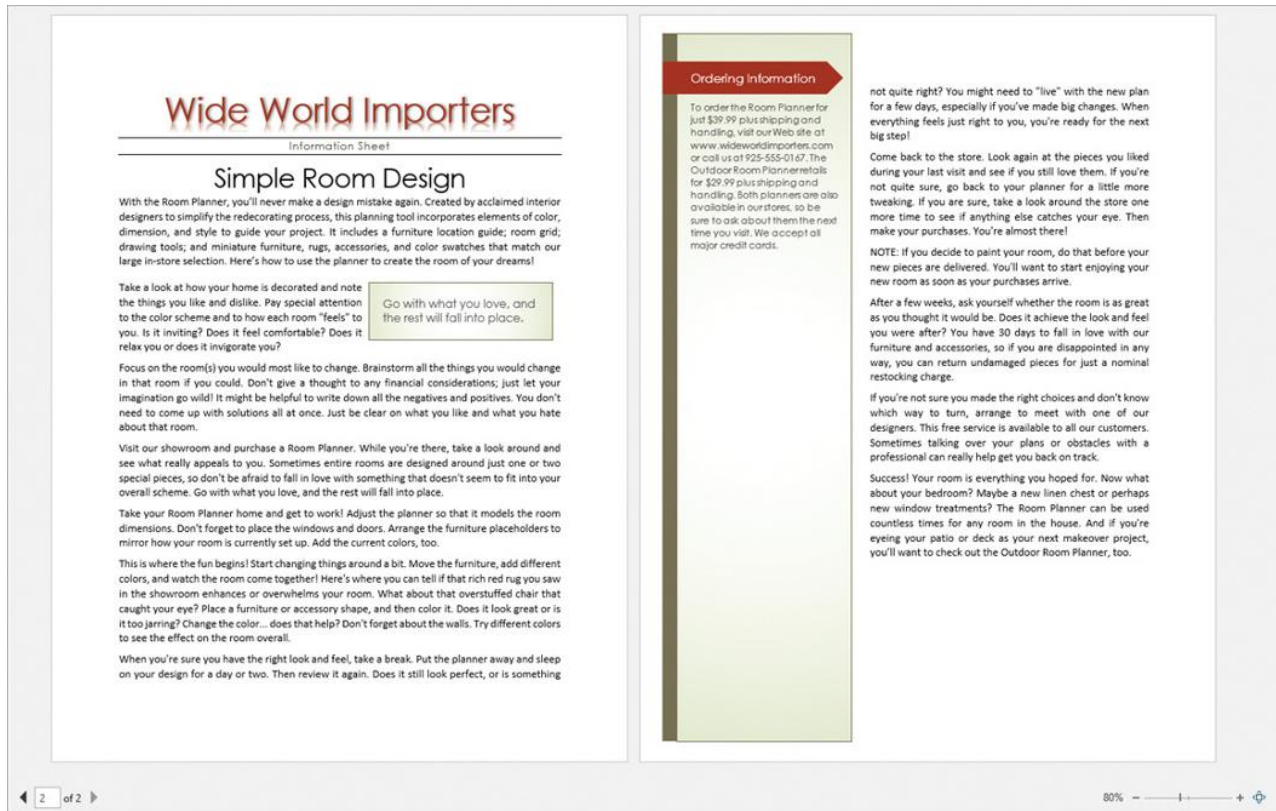 Wide World Importers
Information Sheet
Simple Room Design
With the Room Planner, you'll never make a design mistake again. Created by acclaimed interior
designers to simplify the redecorating process, this planning tool incorporates elements of color,
dimension, and style to guide your project. It includes a furniture location guide; room grid;
drawing tools; and miniature furniture, rugs, accessories, and color swatches that match our
large in-store selection. Here's how to use the planner to create the room of your dreams!
Take a look at how your home is decorated and note
the things you like and dislike. Pay special attention
to the color scheme and to how each room "feels" to
you. Is it inviting? Does it feel comfortable? Does it
relax you or does it invigorate you?
Go with what you love, and
the rest will fall into place.
Focus on the room(s) you would most like to change. Brainstorm all the things you would change
in that room if you could. Don't give a thought to any financial considerations; just let your
imagination go wild! It might be helpful to write down all the negatives and positives. You don't
need to come up with solutions all at once. Just be clear on what you like and what you hate
about that room.
Visit our showroom and purchase a Room Planner. While you're there, take a look around and
see what really appeals to you. Sometimes entire rooms are designed around just one or two
special pieces, so don't be afraid to fall in love with something that doesn't seem to fit into your
overall scheme. Go with what you love, and the rest will fall into place.
Take your Room Planner home and get to work! Adjust the planner so that it models the room
dimensions. Don't forget to place the windows and doors. Arrange the furniture placeholders to
mirror how your room is currently set up. Add the current colors, too.
This is where the fun begins! Start changing things around a bit. Move the furniture, add different
colors, and watch the room come together! Here's where you can tell if that rich red rug you saw
in the showroom enhances or overwhelms your room. What about that overstuffed chair that
caught your eye? Place a furniture or accessory shape, and then color it. Does it look great or is
it too jarring? Change the color... does that help? Don't forget about the walls. Try different colors
to see the effect on the room overall.
When you're sure you have the right look and feel, take a break. Put the planner away and sleep
on your design for a day or two. Then review it again. Does it still look perfect, or is something
Ordering Information
To order the Room Planner for
just $39.99 plus shipping and
handling, visit our Web site at
www.wideworldimporters.com
or call us at 925-555-0167. The
Outdoor Room Planner retails
for $29.99 plus shipping and
handling. Both planners are also
available in our stores, so be
sure to ask about them the next
time you visit. We accept all
major credit cards.
not quite right? You might need to "live" with the new plan
for a few days, especially if you've made big changes. When
everything feels just right to you, you're ready for the next
big step!
Come back to the store. Look again at the pieces you liked
during your last visit and see if you still love them. If you're
not quite sure, go back to your planner for a little more
tweaking. If you are sure, take a look around the store one
more time to see if anything else catches your eye. Then
make your purchases. You're almost there!
NOTE: If you decide to paint your room, do that before your
new pieces are delivered. You'll want to start enjoying your
new room as soon as your purchases arrive.
After a few weeks, ask yourself whether the room is as great
as you thought it would be. Does it achieve the look and feel
you were after? You have 30 days to fall in love with our
furniture and accessories, so if you are disappointed in any
way, you can return undamaged pieces for just a nominal
restocking charge.
If you're not sure you made the right choices and don't know
which way to turn, arrange to meet with one of our
designers. This free service is available to all our customers.
Sometimes talking over your plans or obstacles with a
professional can really help get you back on track.
Success! Your room is everything you hoped for. Now what
about your bedroom? Maybe a new linen chest or perhaps
new window treatments? The Room Planner can be used
countless times for any room in the house. And if you're
eyeing your patio or deck as your next makeover project,
you'll want to check out the Outdoor Room Planner, too.
2 of 2
80%